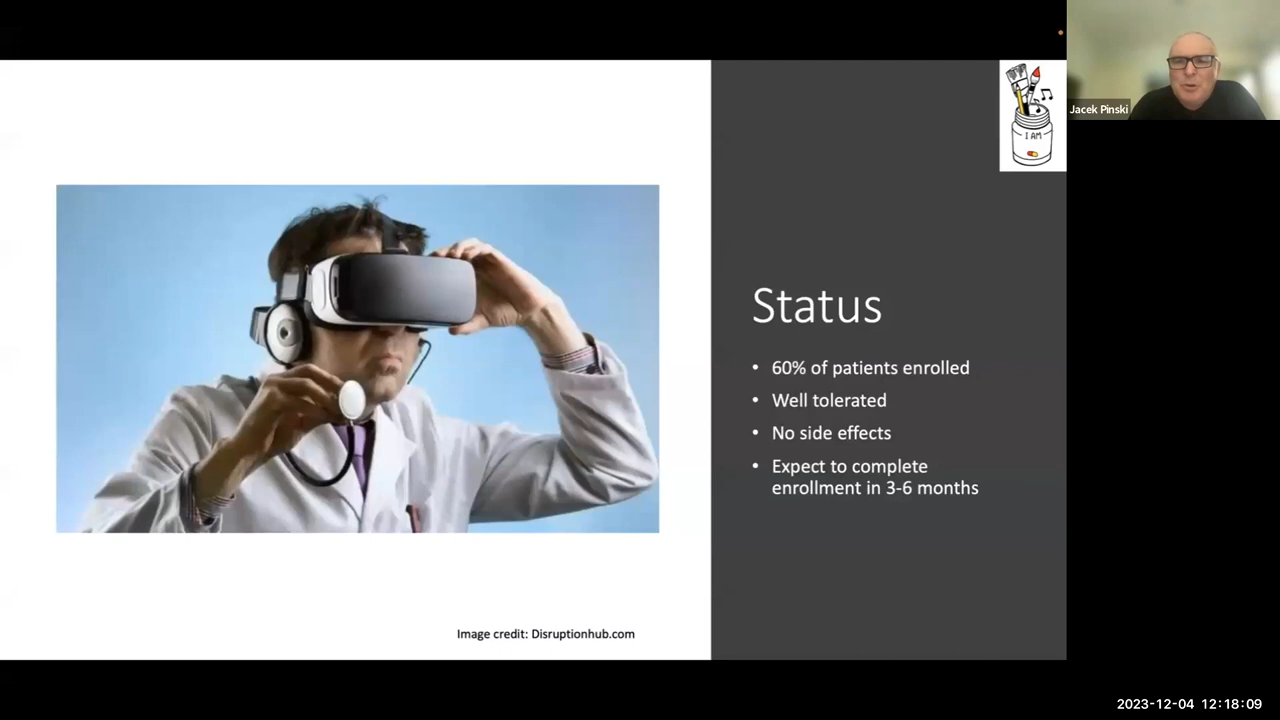 Jacek Pinski
I AM
Status
• 60% of patients enrolled
• Well tolerated
• No side effects
• Expect to complete
enrollment in 3-6 months
Image credit: Disruptionhub.com
2023-12-04 12:18:09